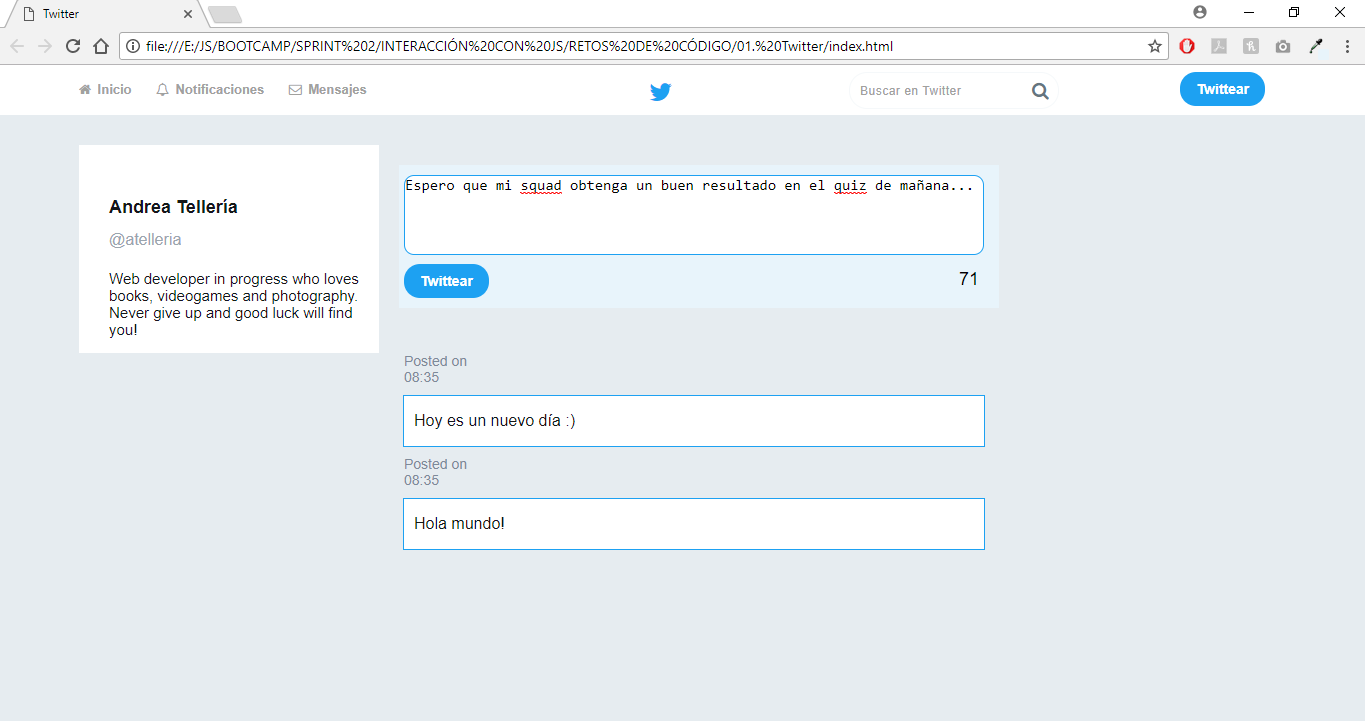 Twitter
file:///E:/JS/BOOTCAMP/SPRINT%202/INTERACCIÓN%20CON%20JS/RETOS%20DE%20CÓDIGO/01.%20Twitter/index.html
Inicio Notificaciones Mensajes Buscar en Twitter Twittear
Andrea Tellería
@atelleria
Web developer in progress who loves
books, videogames and photography.
Never give up and good luck will find
you!
Espero que mi squad obtenga un buen resultado en el quiz de mañana...
Twittear 71
Posted on
08:35
Hoy es un nuevo día :)
Posted on
08:35
Hola mundo!